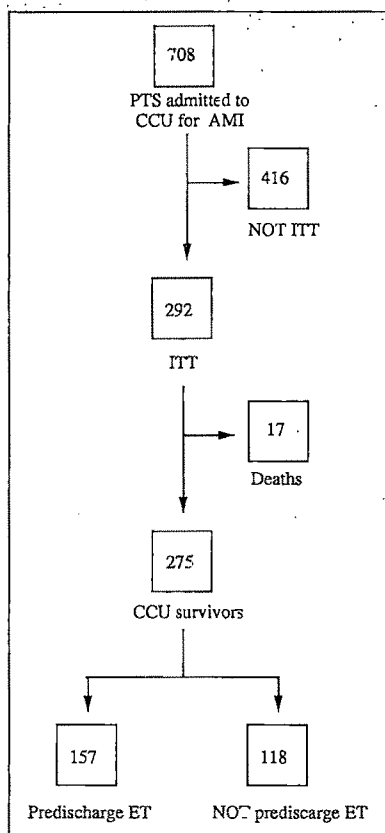 708
PTS admitted to
CCU for AMI
416
NOT ITT
292
ITT
17
Deaths
275
CCU survivors
157
118
Predischarge ET
NOT prediscarge ET